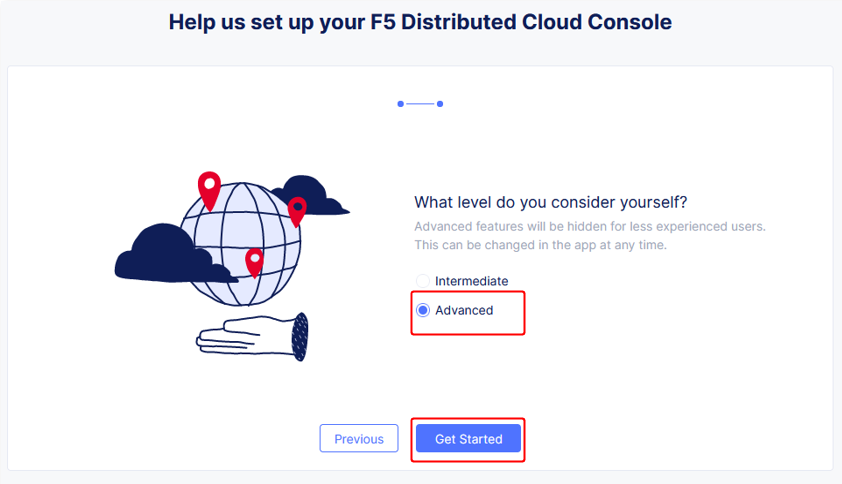 Help us set up your F5 Distributed Cloud Console
What level do you consider yourself?
Advanced features will be hidden for less experienced users.
This can be changed in the app at any time.
Intermediate
Advanced
Previous
Get Started